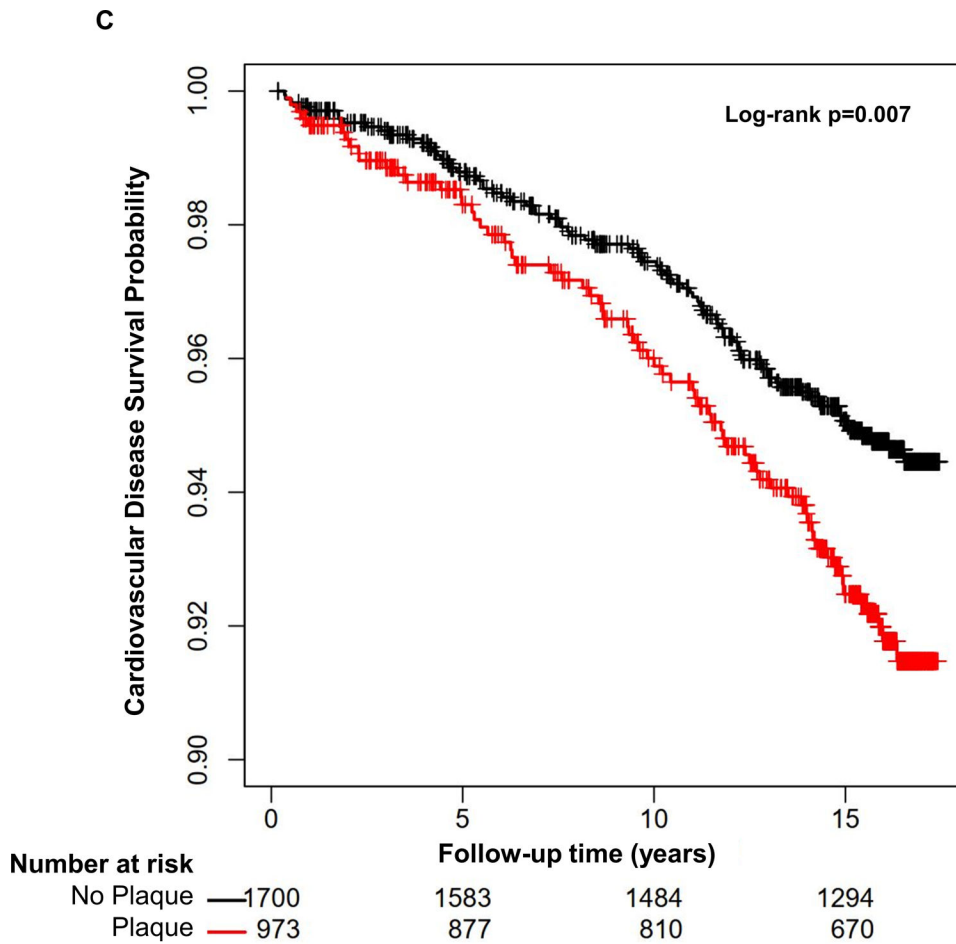 C
Log-rank p=0.007
Cardiovascular Disease Survival Probability
1.00
0.98
0.96
0.94
0.92
0.90
0 5 10 15
Follow-up time (years)
Number at risk
No Plaque 1700 1583 1484 1294
Plaque 973 877 810 670